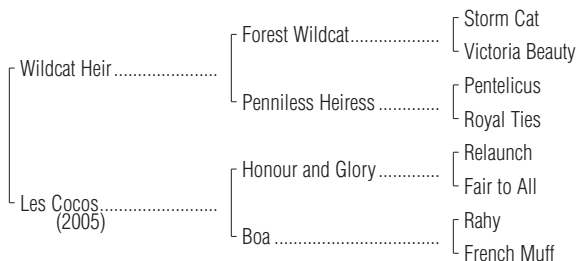 Storm Cat
Forest Wildcat
Victoria Beauty
Wildcat Heir
Pentelicus
Penniless Heiress
Royal Ties
Relaunch
Honour and Glory
Fair to All
Les Cocos
(2005)
Rahy
Boa
French Muff